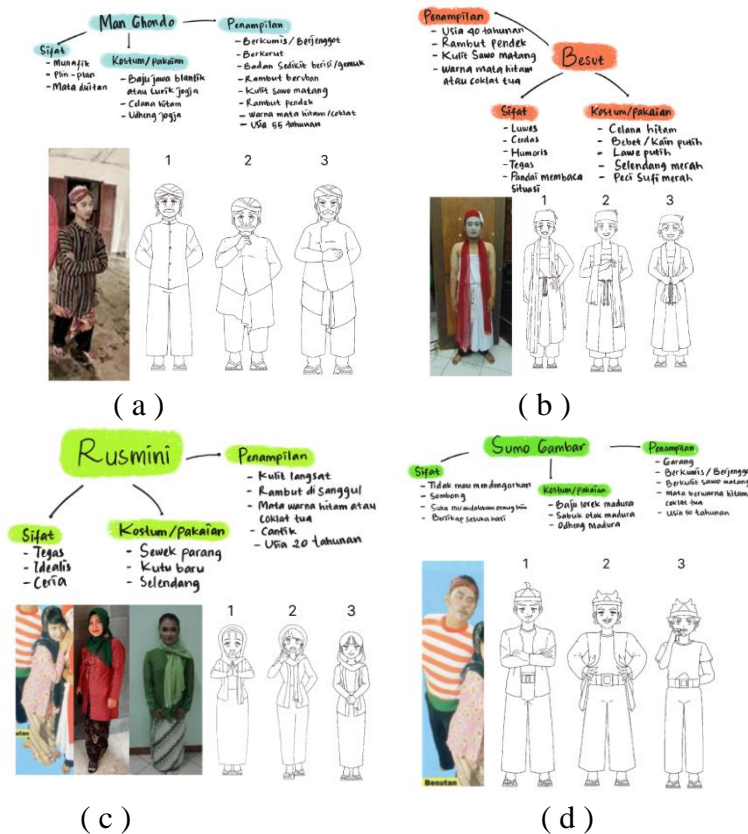 Man Ghondo
Sifat
- Munafik
- Plin - plan
- Mata duitan
Kostum/pakaian
- Baju jawa blantik
atau lurik jogja
- Celana hitam
- Udheng jogja
Penampilan
- Berkumis/Berjenggot
- Berkerut
- Badan sedikit berisi/gemuk
- Rambut beruban
- Kulit sawo matang
- Rambut pendek
- Warna mata hitam/coklat
- Usia 55 tahunan
1 2 3
(a)
Penampilan
- Usia 40 tahunan
- Rambut pendek
- Kulit Sawo matang
- Warna mata hitam
atau coklat tua
Besut
Sifat
- Luwes
- Cerdas
- Humoris
- Tegas
- Pandai membaca
situasi
Kostum/pakaian
- Celana hitam
- Bebet / Kain putih
- Lawe putih
- Selendang merah
- Peci Sufi merah
1 2 3
(b)
Rusmini
Sifat
- Tegas
- Idealis
- Ceria
Kostum/pakaian
- Sewek parang
- Kutu baru
- Selendang
Penampilan
- Kulit langsat
- Rambut di sanggul
- Mata warna hitam atau
coklat tua
- Cantik
- Usia 20 tahunan
1 2 3
utan
(c)
Sumo Gambar
Sifat
- Tidak mau mendengarkan
- Sombong
- Suka merendahkan orang lain
- Bersikap sesuka hati
Kostum/pakaian
- Baju lorek madura
- Sabuk otok madura
- Odheng Madura
Penampilan
- Garang
- Berkumis / Berjenggot
- Berkulit sawo matang
- Mata berwarna hitam/
coklat tua
- Usia 50 tahunan
1 2 3
Besutan
(d)